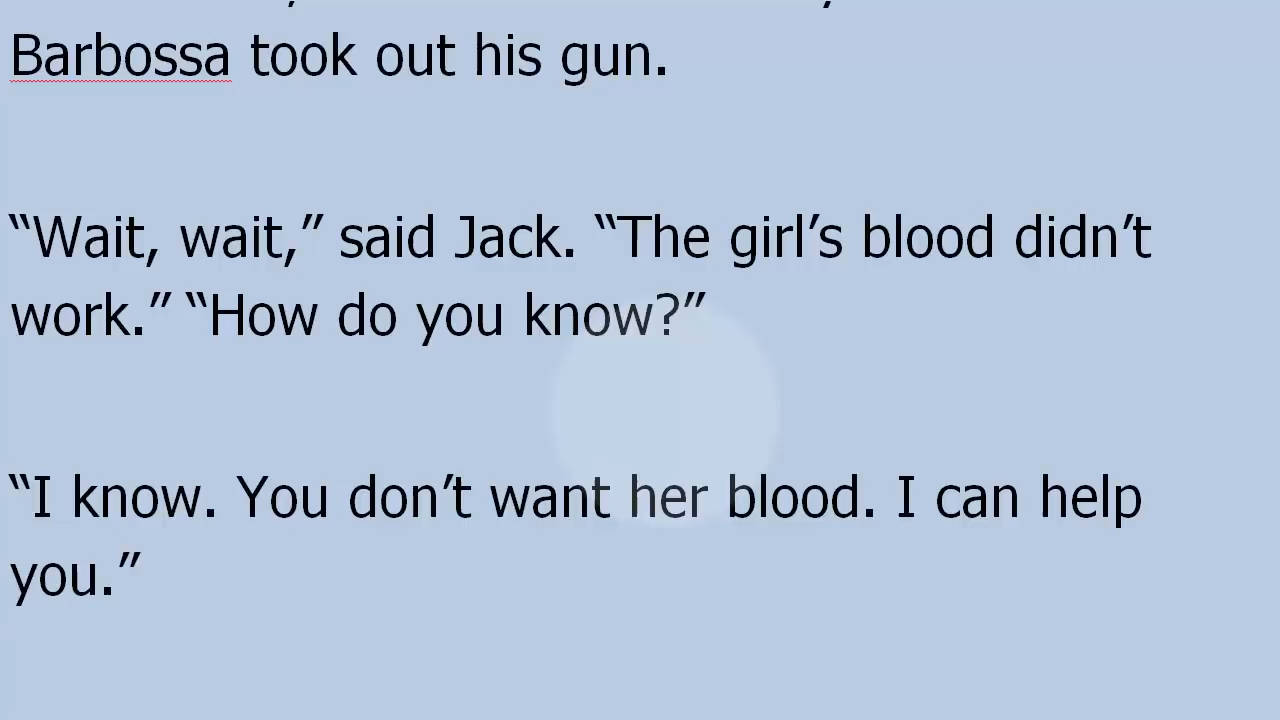 Barbossa took out his gun.
“Wait, wait,” said Jack. “The girl’s blood didn’t
work.” “How do you know?”
“I know. You don’t want her blood. I can help
you.”